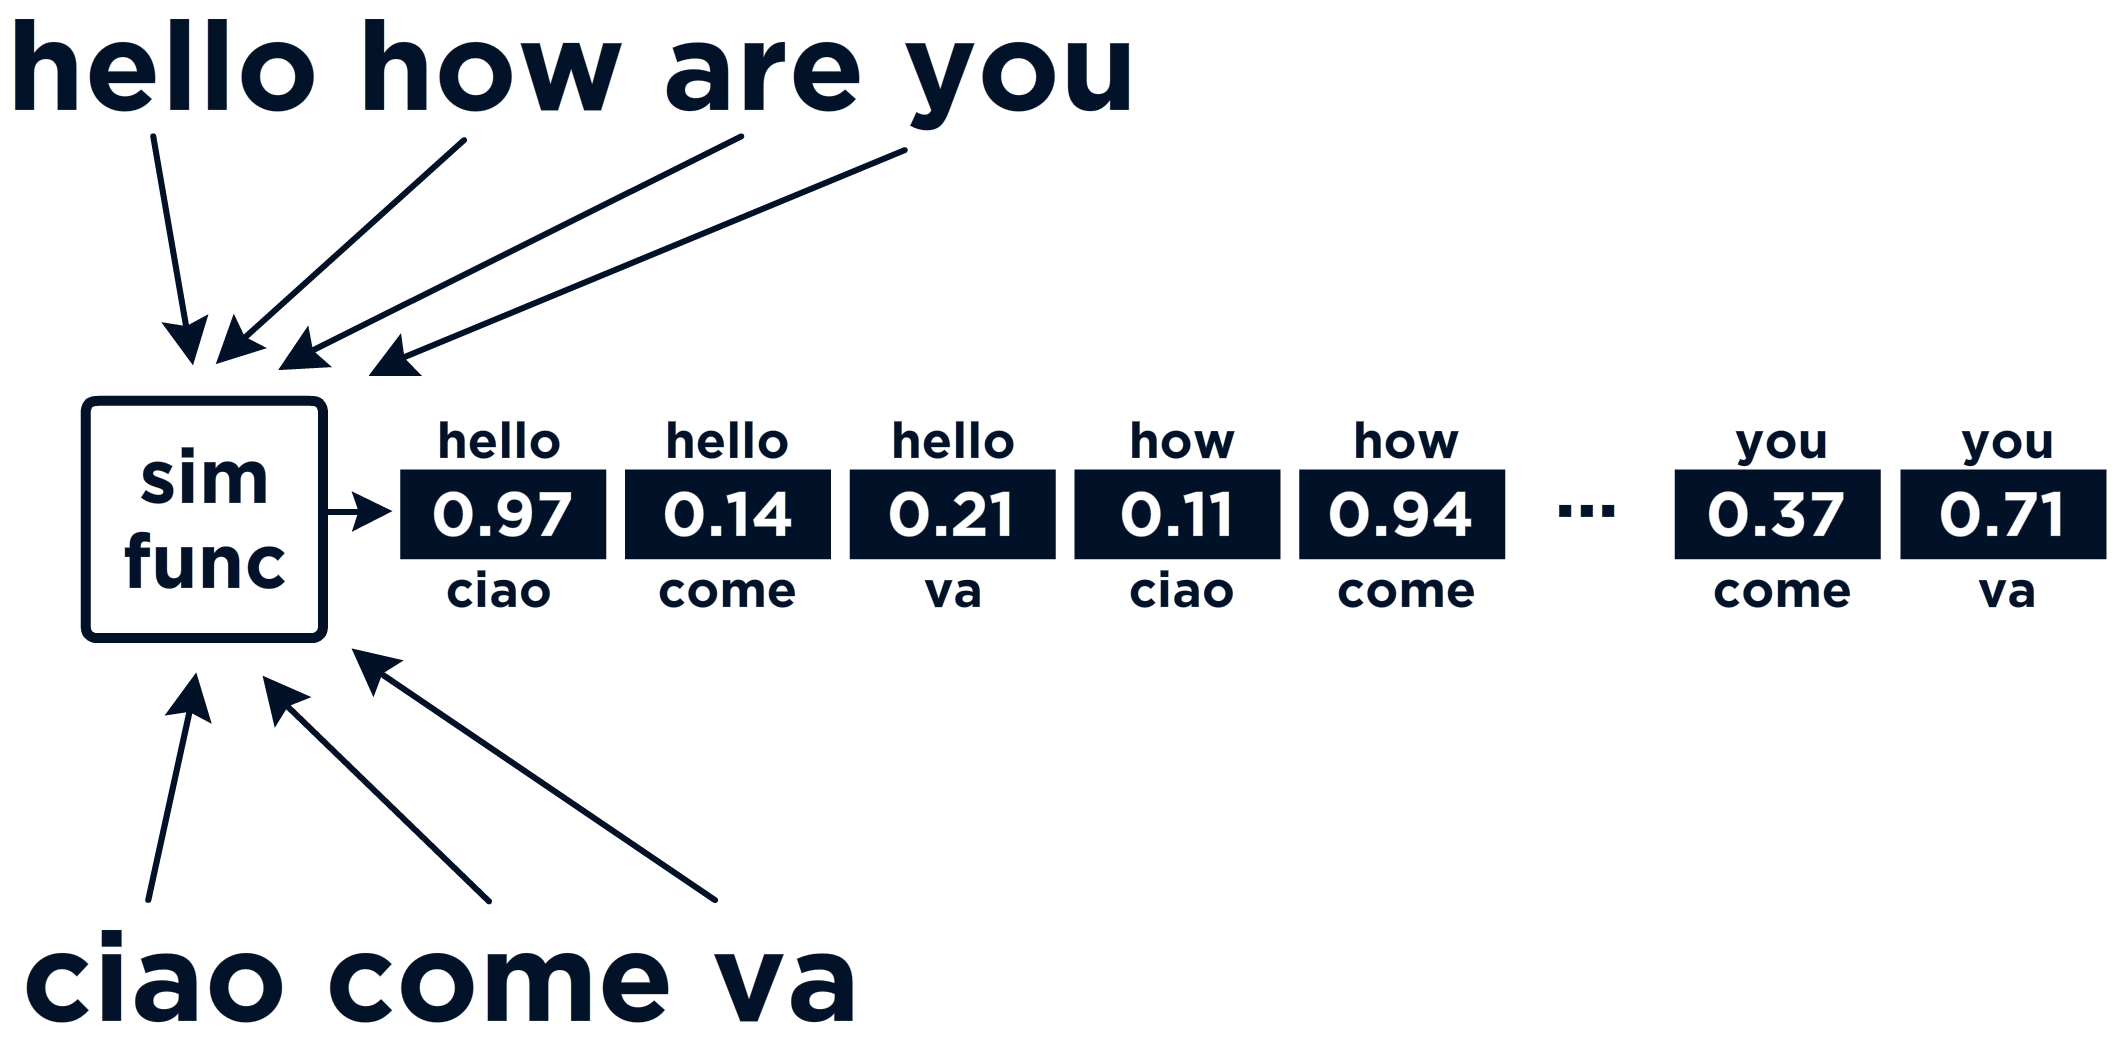 hello how are you
sim
func
hello hello hello how how you you
0.97 0.14 0.21 0.11 0.94 ... 0.37 0.71
ciao come va ciao come come va
ciao come va